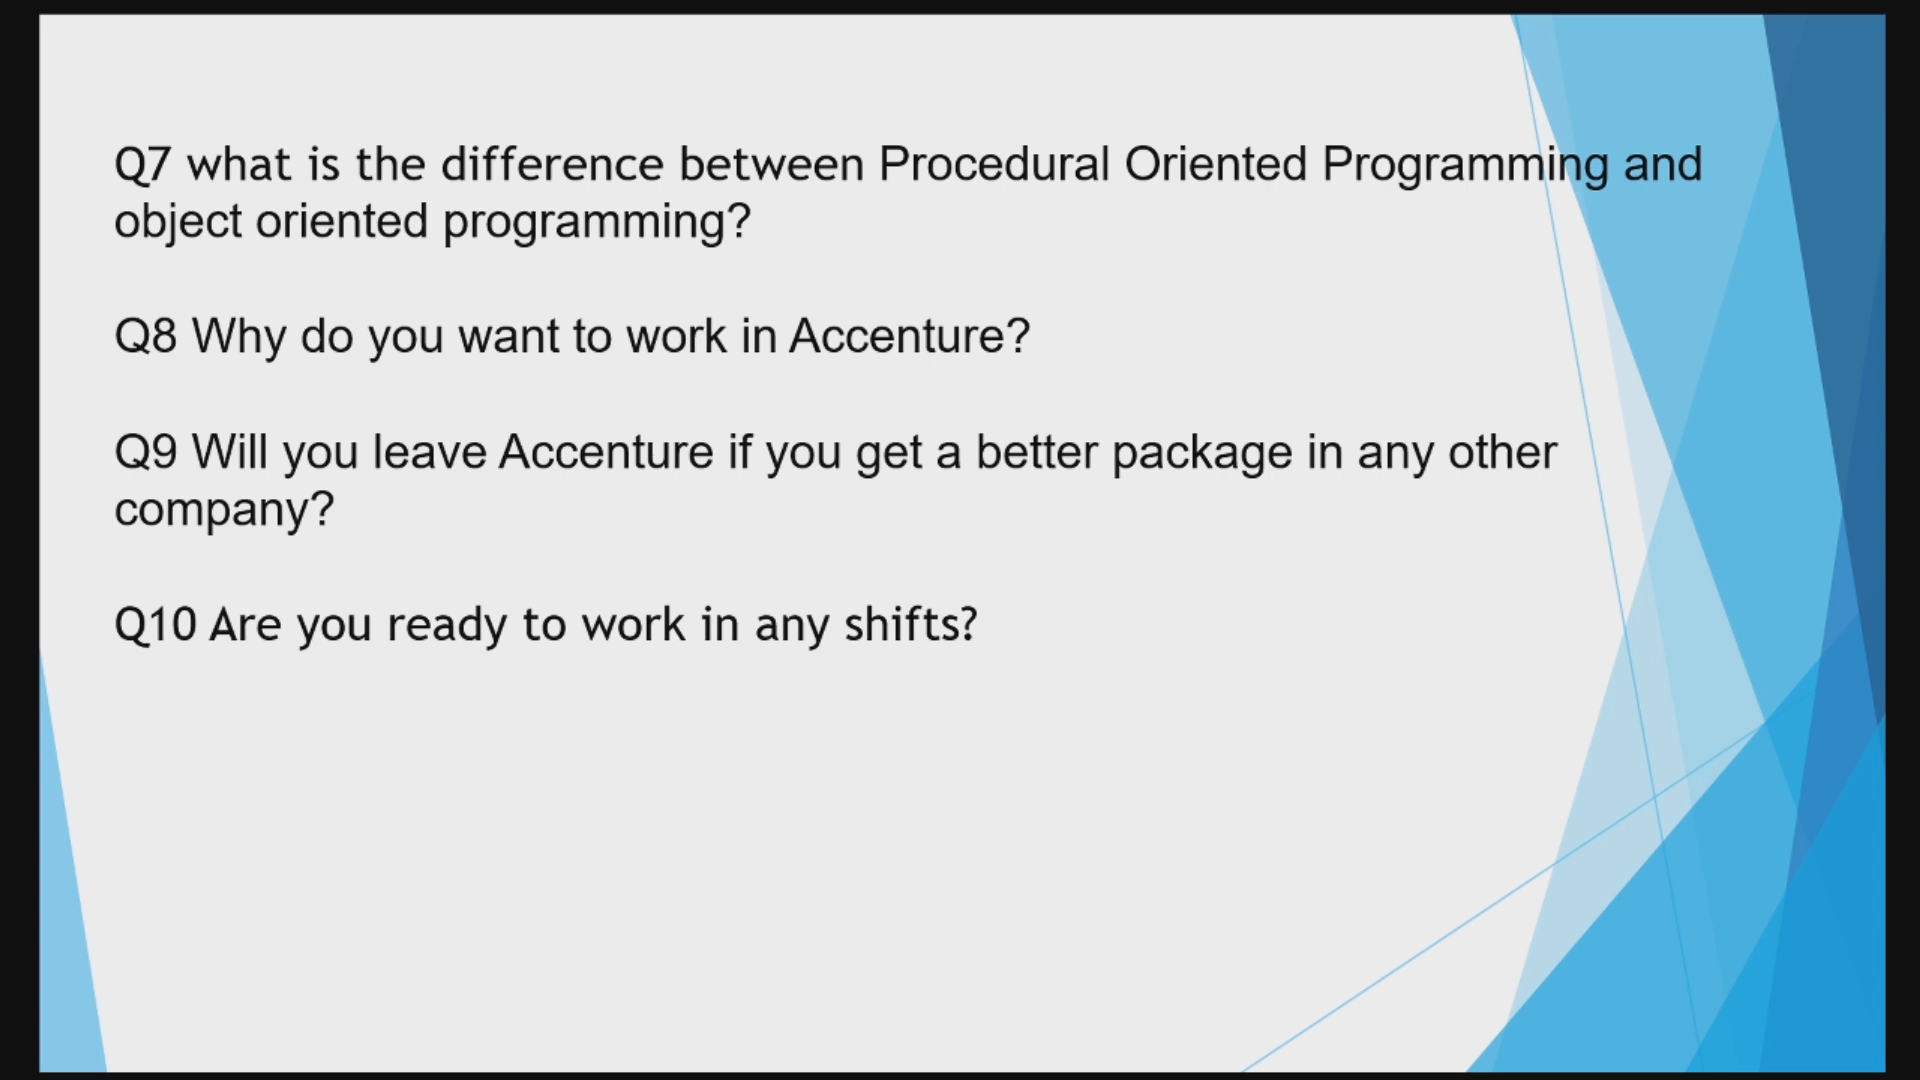 Q7 what is the difference between Procedural Oriented Programming and
object oriented programming?
Q8 Why do you want to work in Accenture?
Q9 Will you leave Accenture if you get a better package in any other
company?
Q10 Are you ready to work in any shifts?